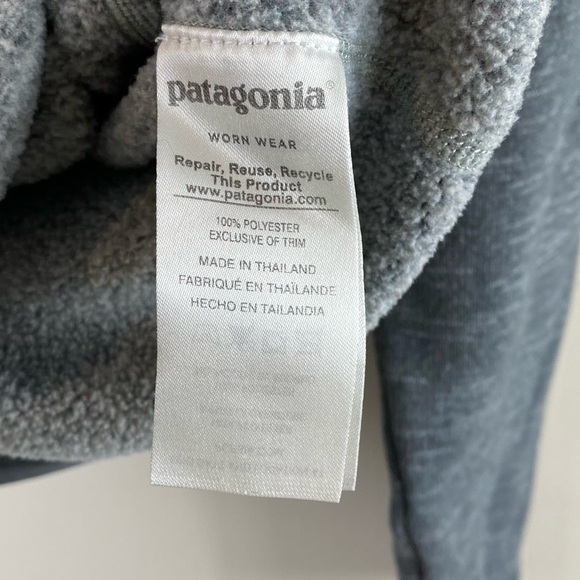 patagonia®
WORN WEAR
Repair, Reuse, Recycle
This Product
www.patagonia.com
100% POLYESTER
EXCLUSIVE OF TRIM
MADE IN THAILAND
FABRIQUÉ EN THAÏLANDE
HECHO EN TAILANDIA